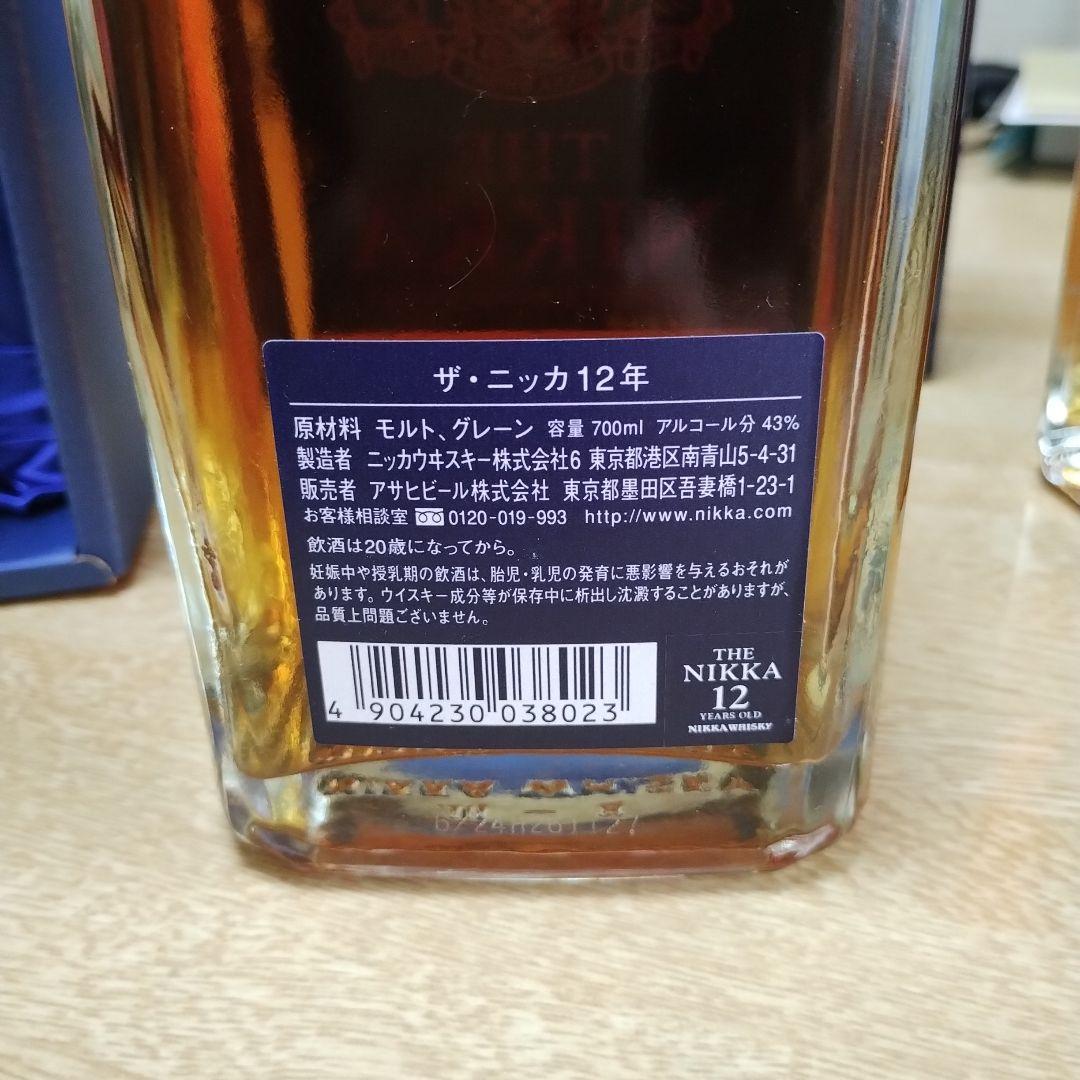 THE
NIKKA
ザ・ニッカ12年
原材料 モルト、グレーン 容量 700ml アルコール分 43%
製造者 ニッカウヰスキー株式会社6 東京都港区南青山5-4-31
販売者 アサヒビール株式会社 東京都墨田区吾妻橋1-23-1
お客様相談室 0120-019-993 http://www.nikka.com
飲酒は20歳になってから。
妊娠中や授乳期の飲酒は、胎児・乳児の発育に悪影響を与えるおそれが
あります。ウイスキー成分等が保存中に析出し沈澱することがありますが、
品質上問題ございません。
4 904230 038023
THE
NIKKA
12
YEARS OLD
NIKKA WHISKY